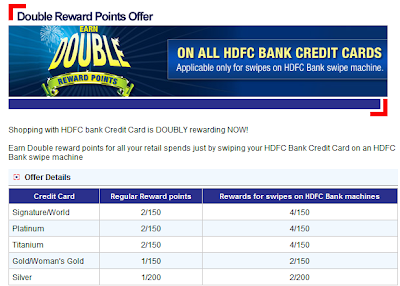 Double Reward Points Offer
EARN
DOUBLE
REWARD POINTS
ON ALL HDFC BANK CREDIT CARDS
Applicable only for swipes on HDFC Bank swipe machine.
Shopping with HDFC bank Credit Card is DOUBLY rewarding NOW!
Earn Double reward points for all your retail spends just by swiping your HDFC Bank Credit Card on an HDFC
Bank swipe machine
Offer Details
Credit Card Regular Reward points Rewards for swipes on HDFC Bank machines
Signature/World 2/150 4/150
Platinum 2/150 4/150
Titanium 2/150 4/150
Gold/Woman's Gold 1/150 2/150
Silver 1/200 2/200